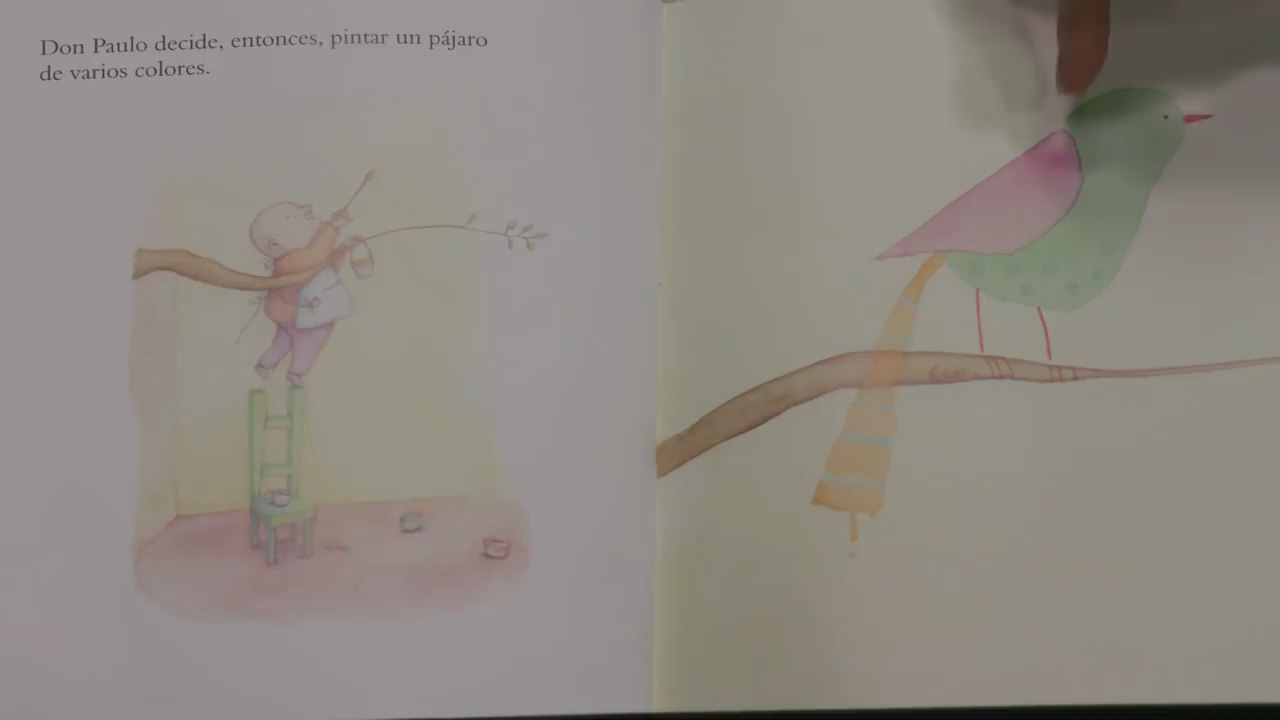 Don Paulo decide, entonces, pintar un pájaro
de varios colores.